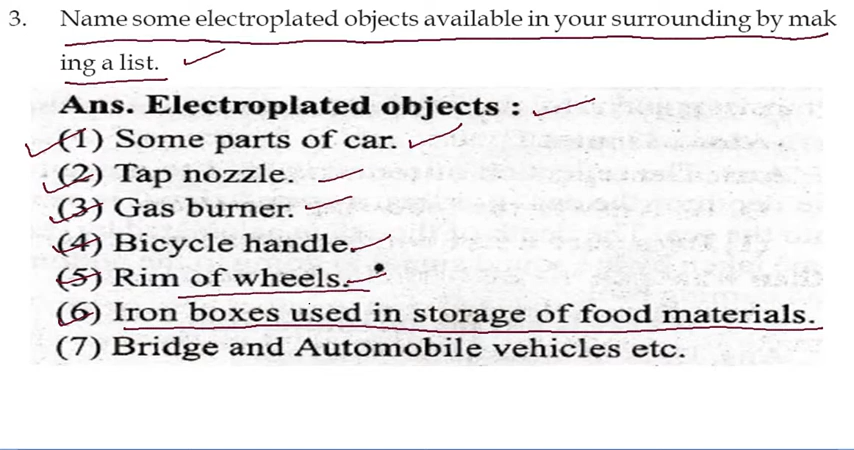 3. Name some electroplated objects available in your surrounding by mak
ing a list.
Ans. Electroplated objects :
(1) Some parts of car.
(2) Tap nozzle.
(3) Gas burner.
(4) Bicycle handle.
(5) Rim of wheels.
(6) Iron boxes used in storage of food materials.
(7) Bridge and Automobile vehicles etc.